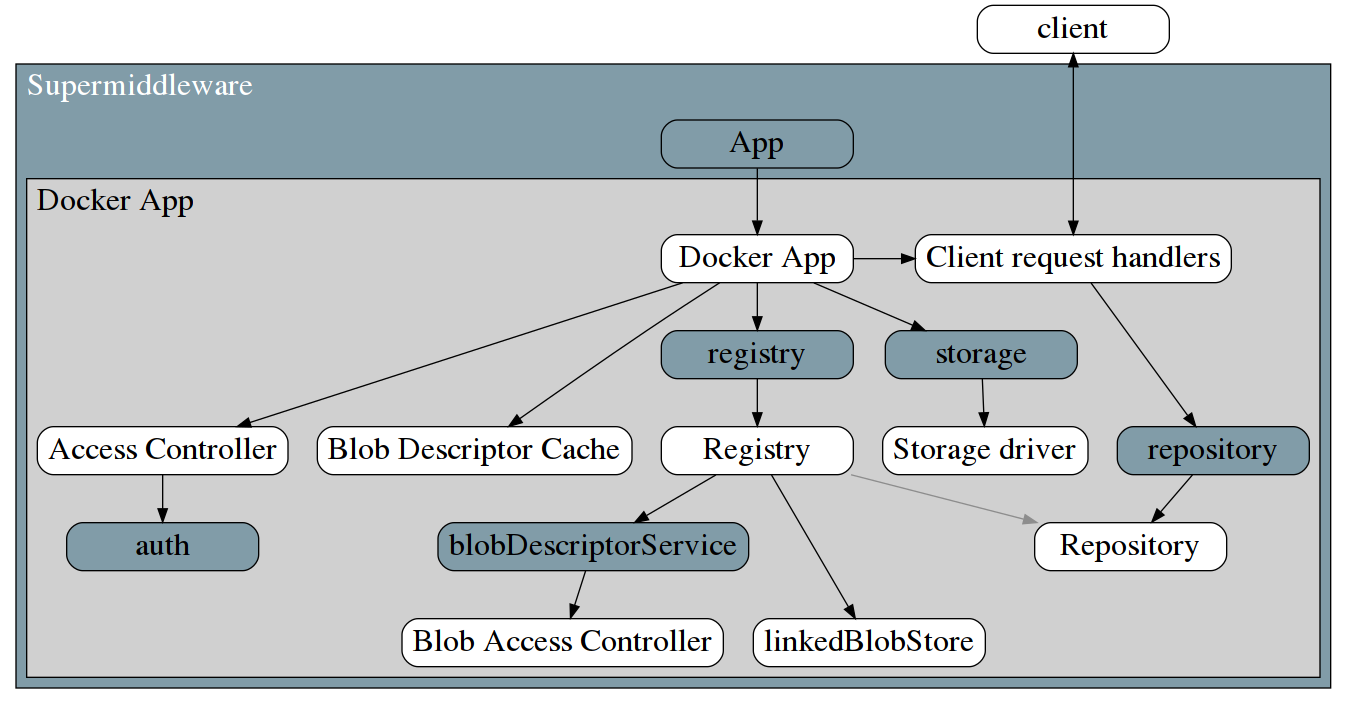 client
Supermiddleware
App
Docker App
Docker App
Client request handlers
registry
storage
Access Controller
Blob Descriptor Cache
Registry
Storage driver
repository
auth
blobDescriptorService
Repository
Blob Access Controller
linkedBlobStore